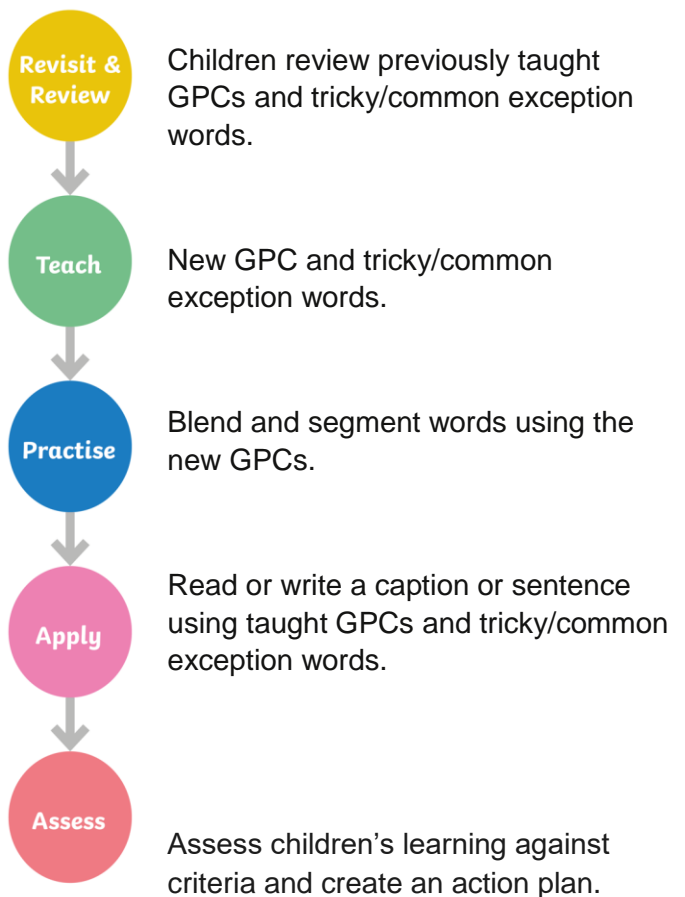 Revisit &
Review
Children review previously taught
GPCs and tricky/common exception
words.
Teach
New GPC and tricky/common
exception words.
Practise
Blend and segment words using the
new GPCs.
Apply
Read or write a caption or sentence
using taught GPCs and tricky/common
exception words.
Assess
Assess children’s learning against
criteria and create an action plan.